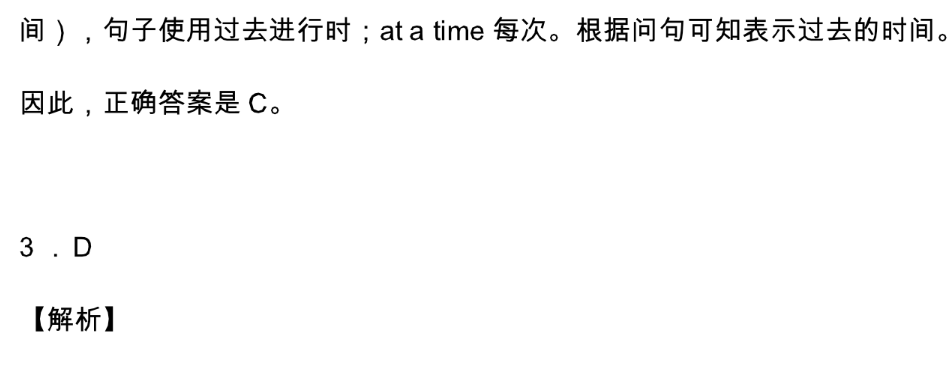 间），句子使用过去进行时；at a time 每次。根据问句可知表示过去的时间。
因此，正确答案是 C。
3 ．D
【解析】